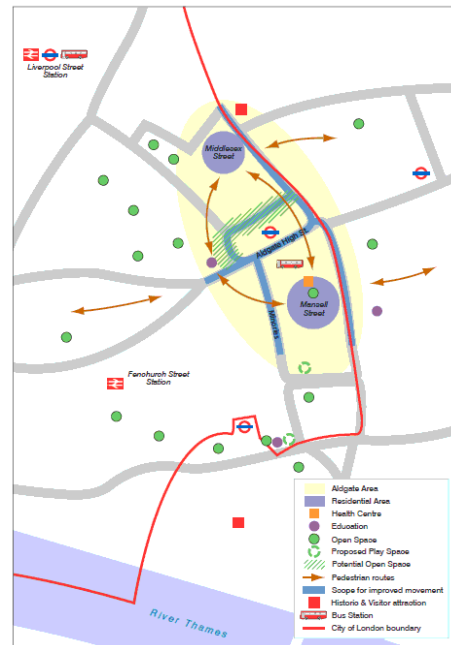 Liverpool Street
Station
Middlesex
Street
Aldgate High St.
Mansell
Street
Minories
Fenchurch Street
Station
River Thames
Aldgate Area
Residential Area
Health Centre
Education
Open Space
Proposed Play Space
Potential Open Space
Pedestrian routes
Scope for improved movement
Historic & Visitor attraction
Bus Station
City of London boundary